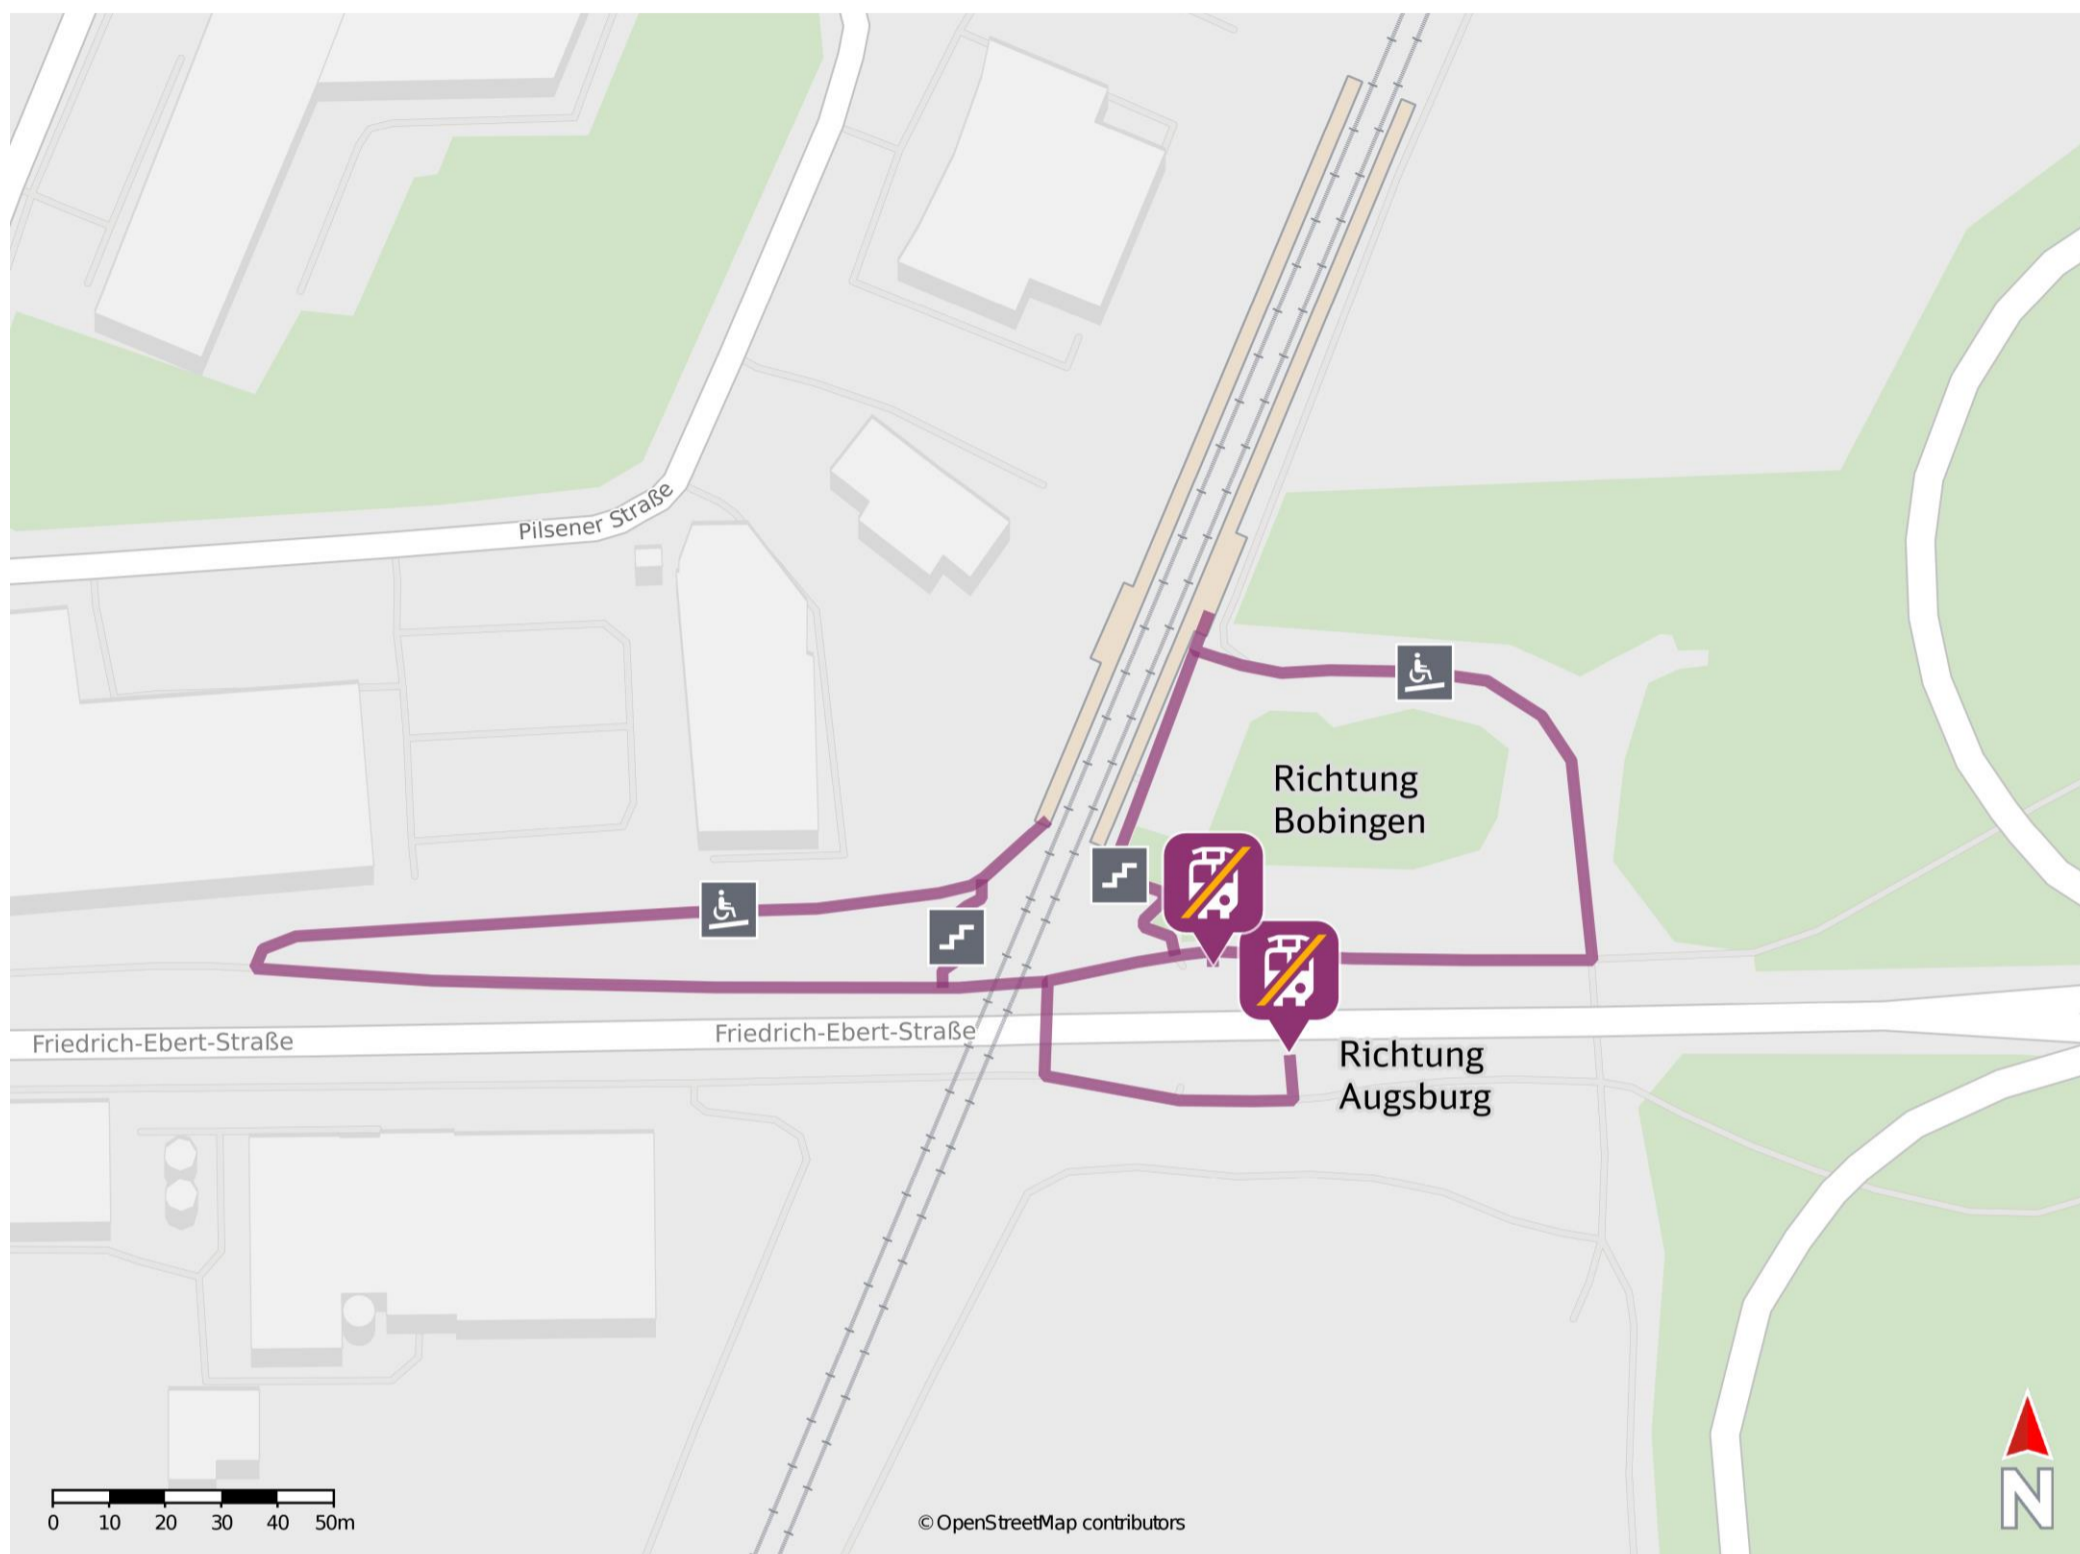 Pilsener Straße
Richtung
Bobingen
Friedrich-Ebert-Straße
Friedrich-Ebert-Straße
Richtung
Augsburg
0 10 20 30 40 50m
© OpenStreetMap contributors
N